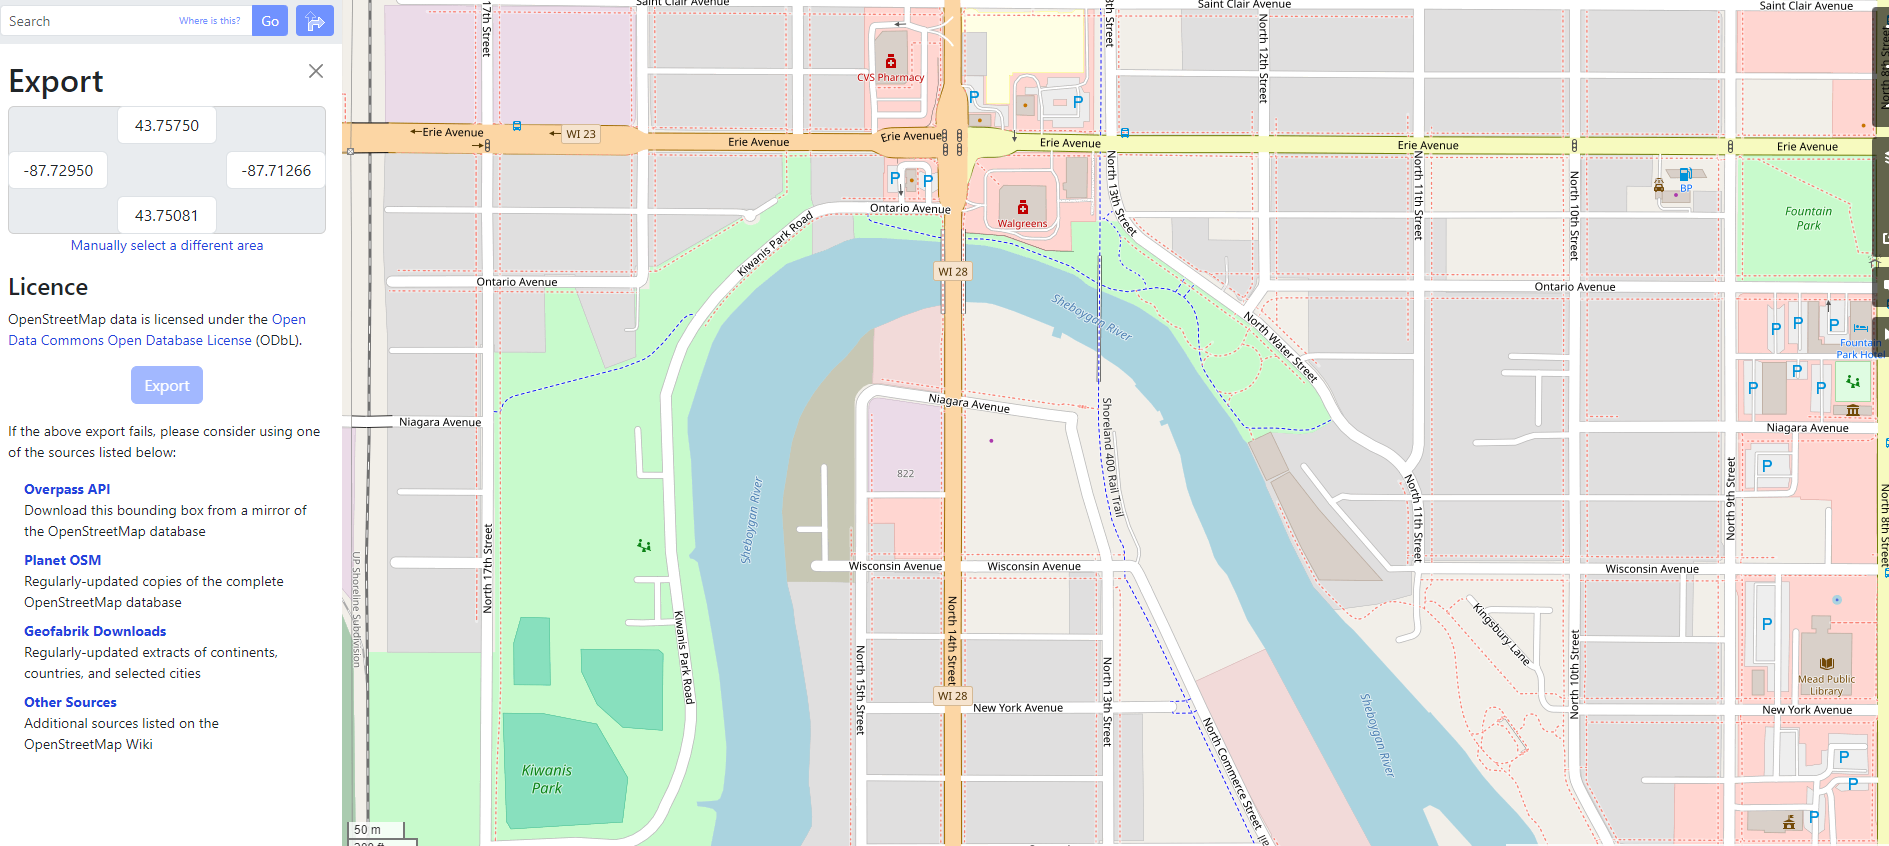 Search
Where is this?
Go
Export
43.75750
-87.72950
-87.71266
43.75081
Manually select a different area
Licence
OpenStreetMap data is licensed under the Open
Data Commons Open Database License (ODbL).
Export
If the above export fails, please consider using one
of the sources listed below:
Overpass API
Download this bounding box from a mirror of
the OpenStreetMap database
Planet OSM
Regularly-updated copies of the complete
OpenStreetMap database
Geofabrik Downloads
Regularly-updated extracts of continents,
countries, and selected cities
Other Sources
Additional sources listed on the
OpenStreetMap Wiki
Saint Clair Avenue
Saint Clair Avenue
Saint Clair Avenue
17th Street
North 12th Street
North 8th Street
CVS Pharmacy
P
P
Erie Avenue
WI 23
Erie Avenue
Erie Avenue
Erie Avenue
Erie Avenue
Erie Avenue
P
P
BP
Walgreens
Ontario Avenue
Kiwanis Park Road
North 13th Street
North 11th Street
North 10th Street
Fountain
Park
WI 28
Ontario Avenue
Ontario Avenue
Sheboygan River
North Water Street
P
P
P
Fountain
Park Hotel
P
P
P
Niagara Avenue
Niagara Avenue
Niagara Avenue
Shoreland 400 Rail Trail
822
P
North 9th Street
North 11th Street
North 8th Street
Sheboygan River
North 17th Street
UP Shoreline Subdivision
Wisconsin Avenue
Wisconsin Avenue
Wisconsin Avenue
North 14th Street
Kiwanis Park Road
Kingsbury Lane
P
North 15th Street
North 13th Street
North 10th Street
Mead Public
Library
WI 28
New York Avenue
New York Avenue
Sheboygan River
North Commerce Street
P
P
P
Kiwanis
Park
50 m